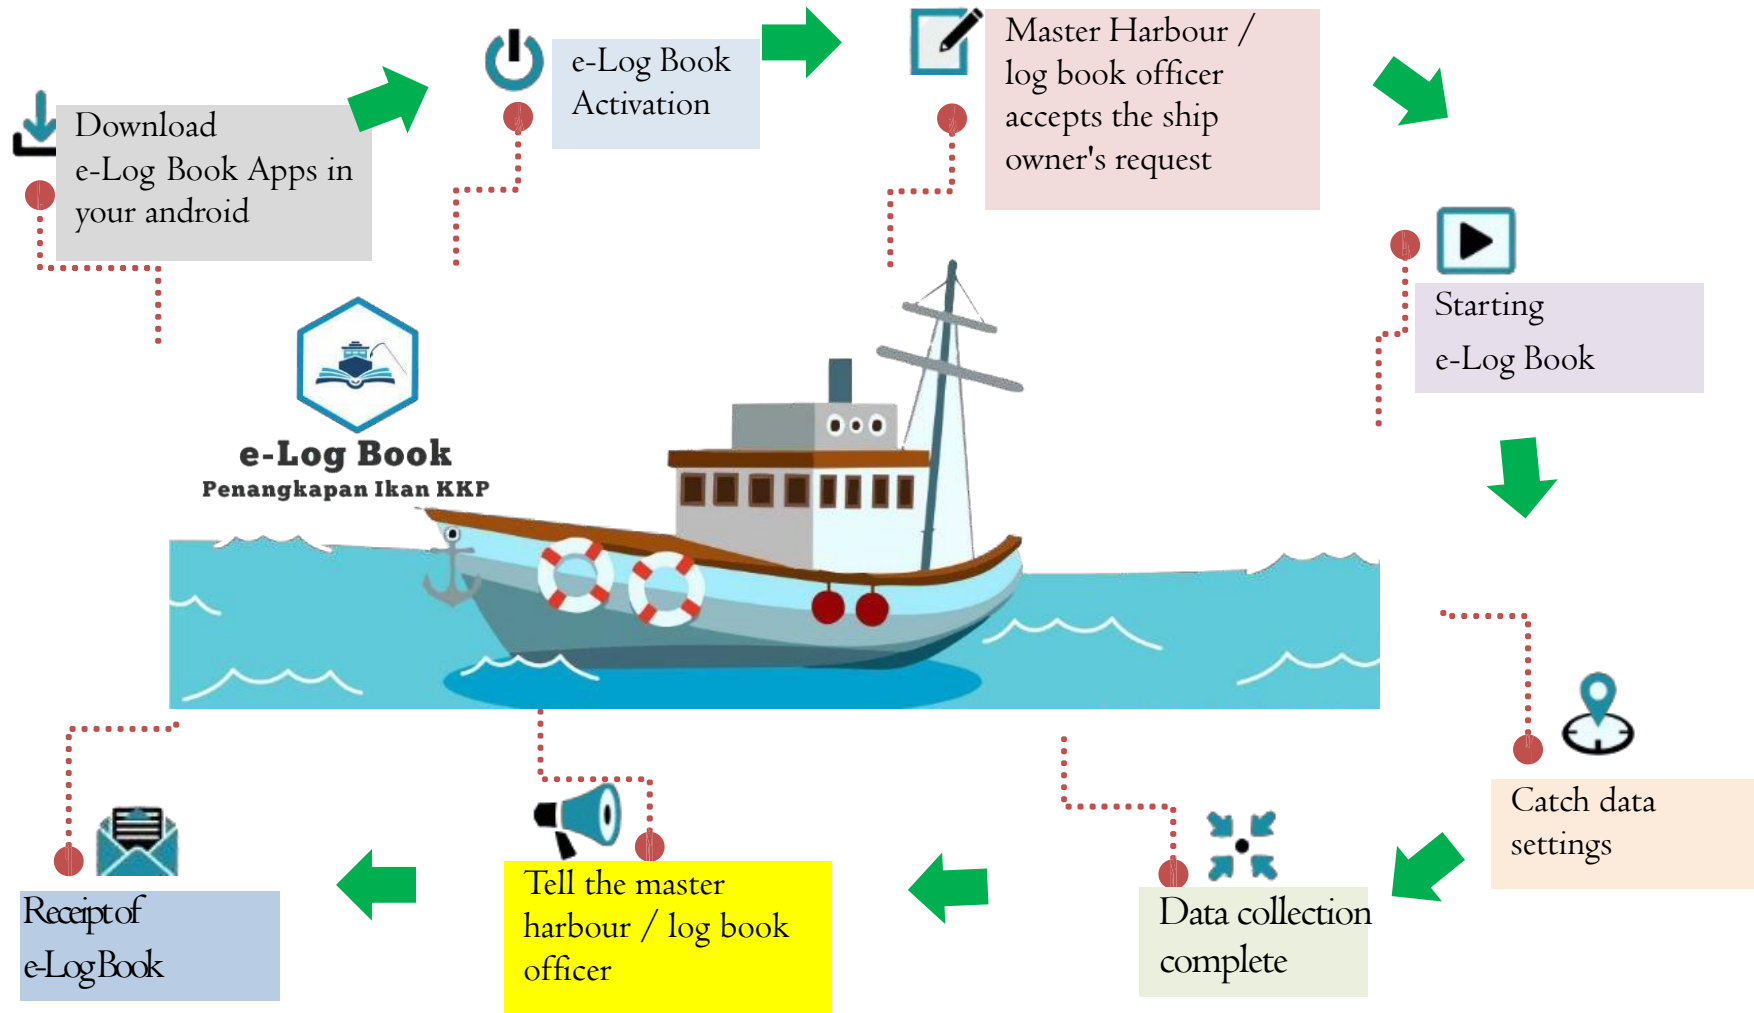 Download
e-Log Book Apps in
your android
e-Log Book
Activation
Master Harbour /
log book officer
accepts the ship
owner's request
Starting
e-Log Book
e-Log Book
Penangkapan Ikan KKP
Catch data
settings
Data collection
complete
Tell the master
harbour / log book
officer
Receipt of
e-Log Book